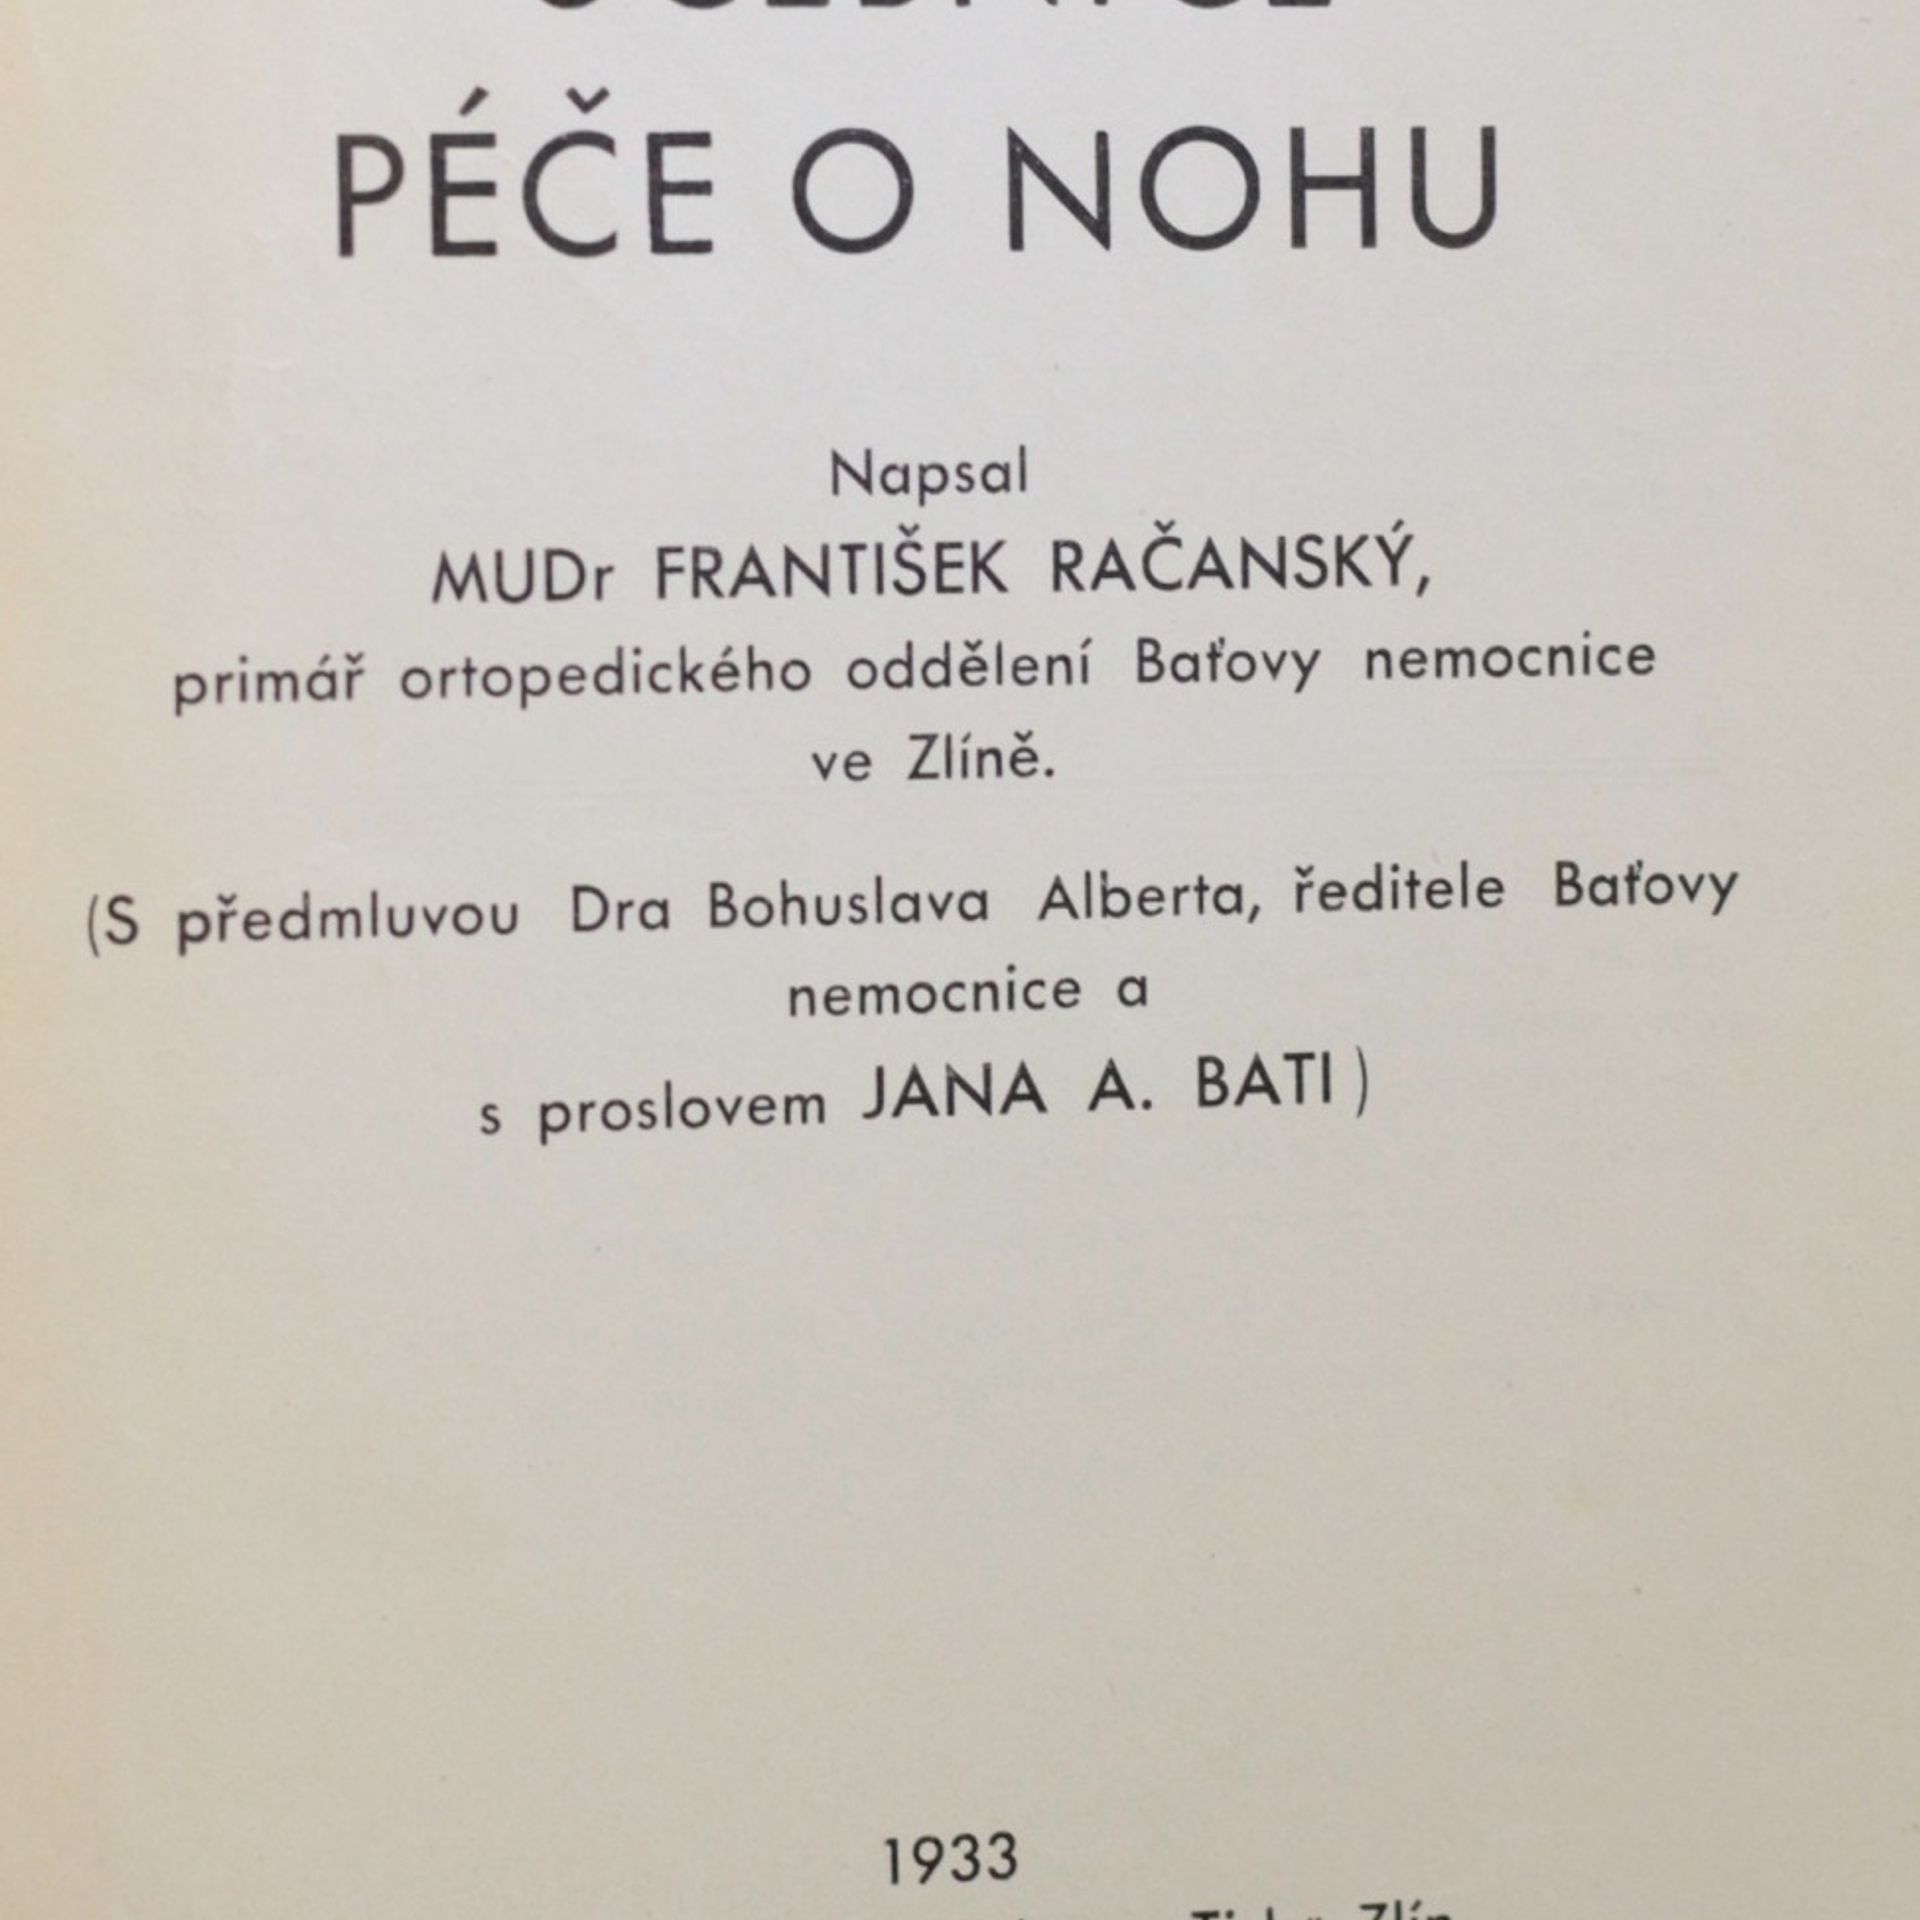 PÉČE O NOHU
Napsal
MUDr FRANTIŠEK RAČANSKÝ,
primář ortopedického oddělení Baťovy nemocnice
ve Zlíně.
(S předmluvou Dra Bohuslava Alberta, ředitele Baťovy
nemocnice a
s proslovem JANA A. BATI)
1933
Zlín